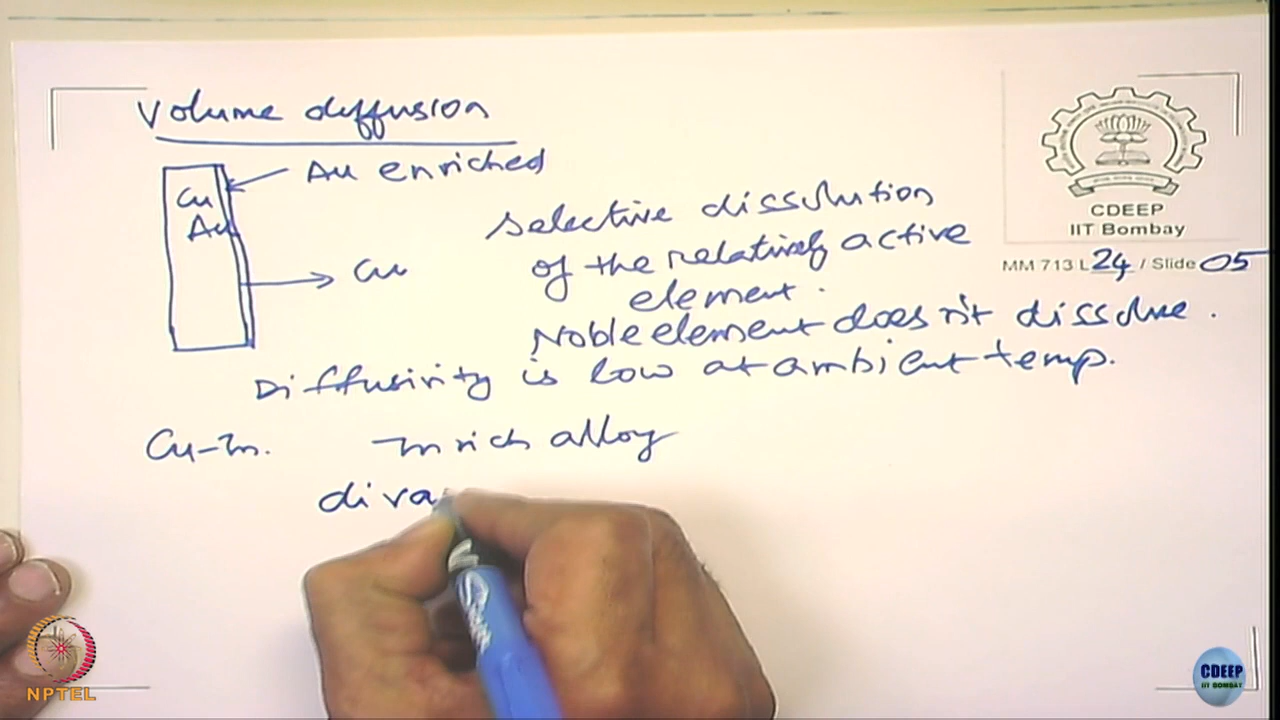 Volume diffusion
Au enriched
Cu
Au
Cu
Selective dissolution
of the relatively active
element.
Noble element doesn't dissolve.
Diffusivity is low at ambient temp.
Cu-Zn. Zn rich alloy
diva
CDEEP
IIT Bombay
MM 713 L 24 / Slide 05
NPTEL
CDEEP
IIT BOMBAY